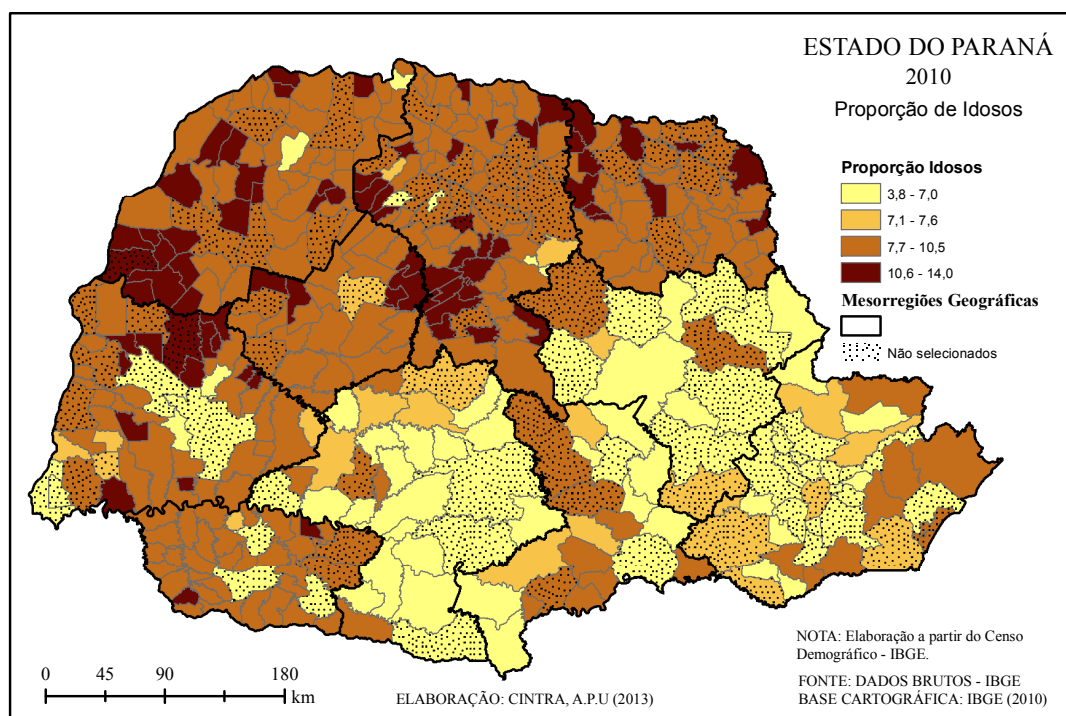 ESTADO DO PARANÁ
2010
Proporção de Idosos
Proporção Idosos
3,8 - 7,0
7,1 - 7,6
7,7 - 10,5
10,6 - 14,0
Mesorregiões Geográficas
Não selecionados
NOTA: Elaboração a partir do Censo
Demográfico - IBGE.
FONTE: DADOS BRUTOS - IBGE
BASE CARTOGRÁFICA: IBGE (2010)
0 45 90 180
km
ELABORAÇÃO: CINTRA, A.P.U (2013)